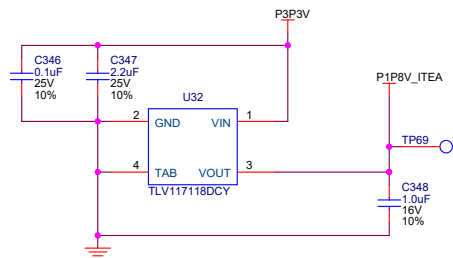 P3P3V
C346
0.1uF
25V
10%
C347
2.2uF
25V
10%
P1P8V_ITEA
U32
2
GND
VIN
1
TP69
4
TAB
VOUT
3
TLV117118DCY
C348
1.0uF
16V
10%